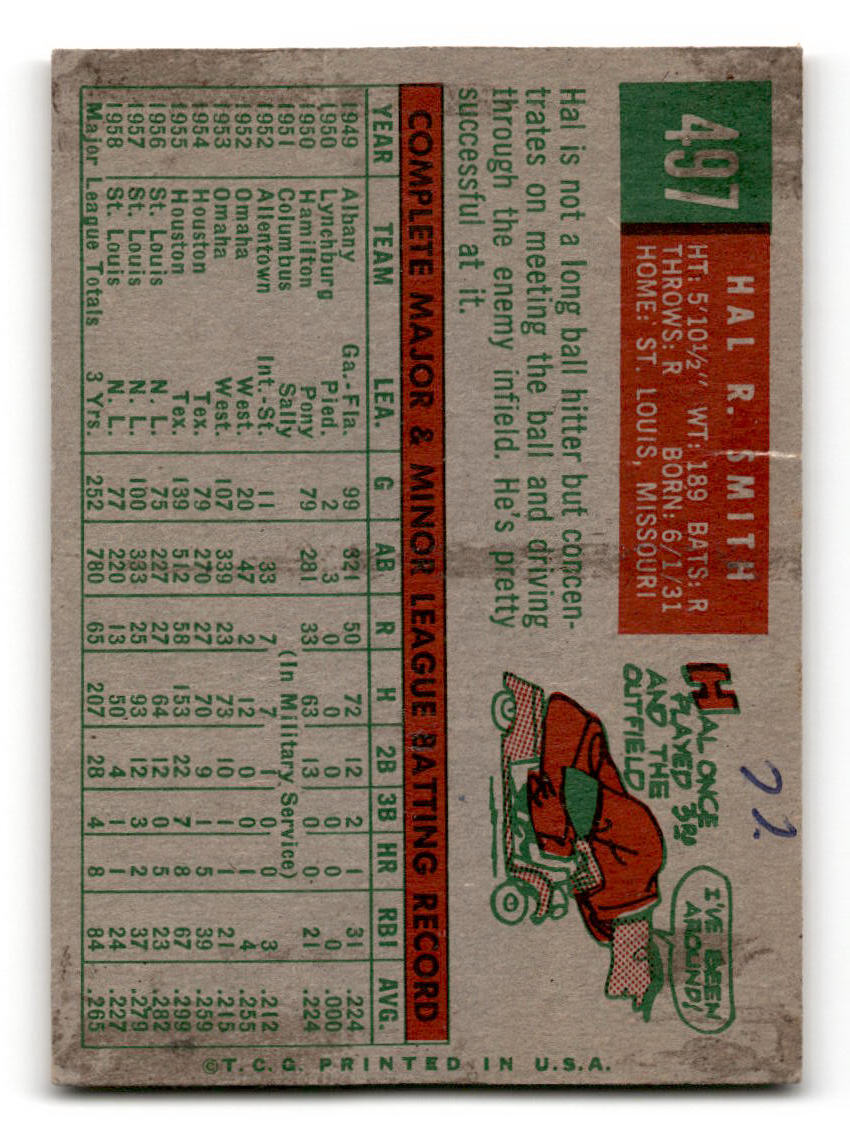 497
HAL R. SMITH
HT: 5'10½" WT: 189 BATS: R
THROWS: R BORN: 6/1/31
HOME: ST. LOUIS, MISSOURI
Hal is not a long ball hitter but concen-
trates on meeting the ball and driving
through the enemy infield. He's pretty
successful at it.
HAL ONCE
PLAYED 3RD
AND THE
OUTFIELD
I'VE BEEN
AROUND!
COMPLETE MAJOR & MINOR LEAGUE BATTING RECORD
YEAR TEAM LEA. G AB R H 2B 3B HR RBI AVG.
1949 Albany Ga.-Fla. 99 321 50 72 12 2 1 31 .224
1950 Lynchburg Pied. 2 3 0 0 0 0 0 0 .000
1950 Hamilton Pony 79 281 33 63 13 0 0 21 .224
1951 Columbus Sally (In Military Service)
1952 Allentown Int.-St. 11 33 7 7 1 0 0 3 .212
1952 Omaha West. 20 47 2 12 0 0 1 4 .255
1953 Omaha West. 107 339 23 73 10 1 1 21 .215
1954 Houston Tex. 79 270 27 70 9 1 5 39 .259
1955 Houston Tex. 139 512 58 153 22 7 8 67 .299
1956 St. Louis N. L. 75 227 27 64 12 0 5 23 .282
1957 St. Louis N. L. 100 333 25 93 12 3 2 37 .279
1958 St. Louis N. L. 77 220 13 50 4 1 1 24 .227
Major League Totals 3 Yrs. 252 780 65 207 28 4 8 84 .265
©T.C.G. PRINTED IN U.S.A.